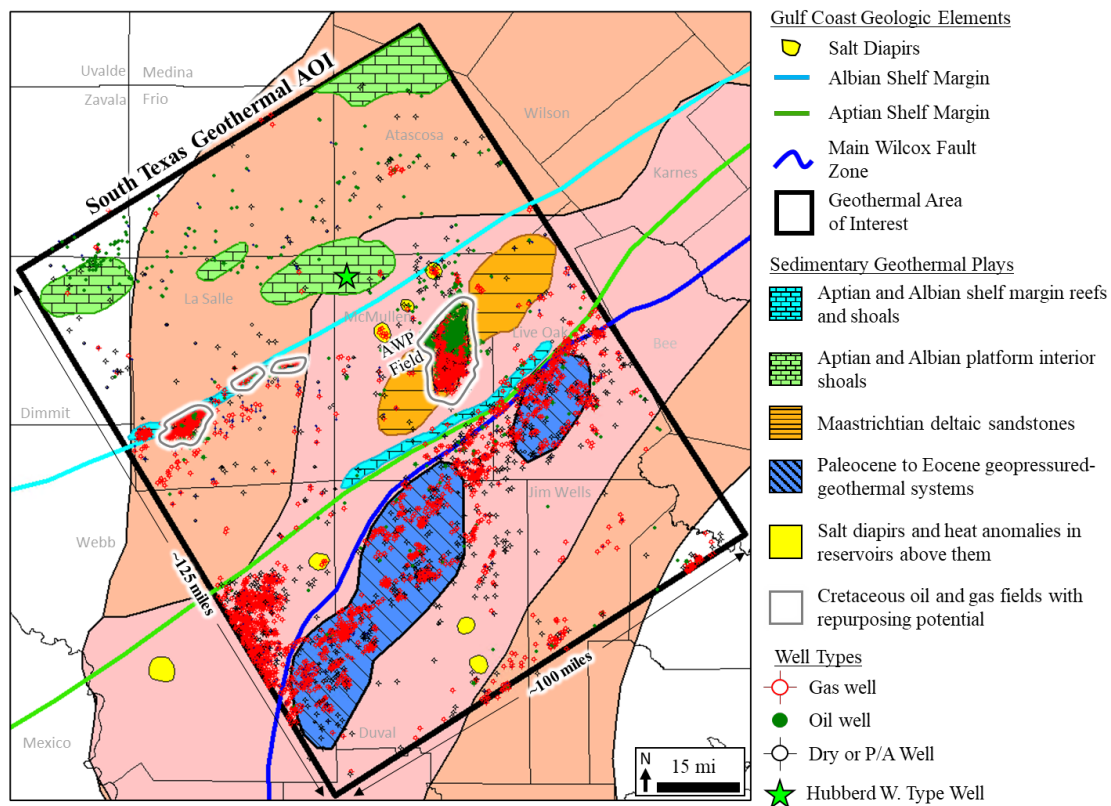 Uvalde
Medina
Zavala
Frio
South Texas Geothermal AOI
Wilson
Atascosa
Karnes
La Salle
McMullen
AWP
Field
Live Oak
Bee
Dimmit
Jim Wells
Webb
~125 miles
~100 miles
Duval
Mexico
N
15 mi
Gulf Coast Geologic Elements
Salt Diapirs
Albian Shelf Margin
Aptian Shelf Margin
Main Wilcox Fault
Zone
Geothermal Area
of Interest
Sedimentary Geothermal Plays
Aptian and Albian shelf margin reefs
and shoals
Aptian and Albian platform interior
shoals
Maastrichtian deltaic sandstones
Paleocene to Eocene geopressured-
geothermal systems
Salt diapirs and heat anomalies in
reservoirs above them
Cretaceous oil and gas fields with
repurposing potential
Well Types
Gas well
Oil well
Dry or P/A Well
Hubberd W. Type Well